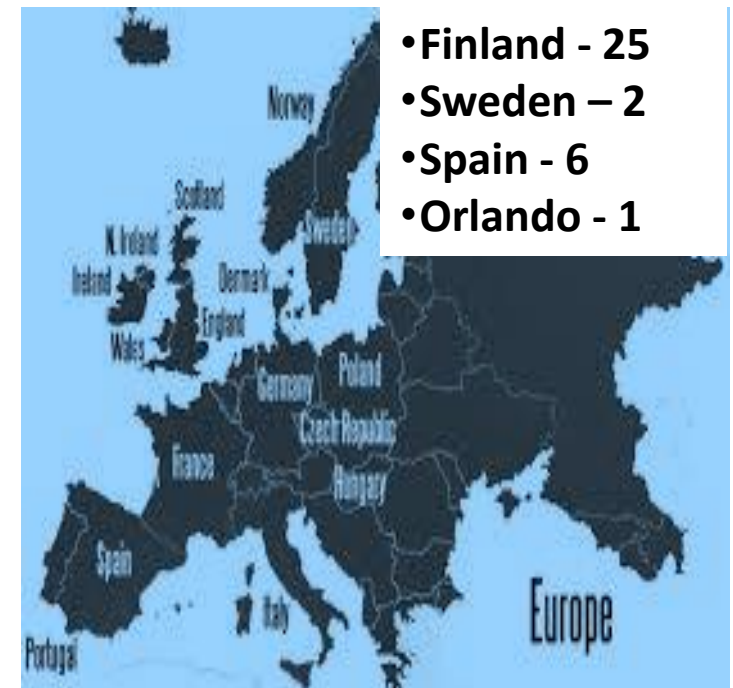 •Finland - 25
•Sweden – 2
•Spain - 6
•Orlando - 1
Norway
Scotland
Sweden
N. Ireland
Ireland
Denmark
England
Wales
Germany
Poland
Czech Republic
France
Hungary
Spain
Italy
Europe
Portugal